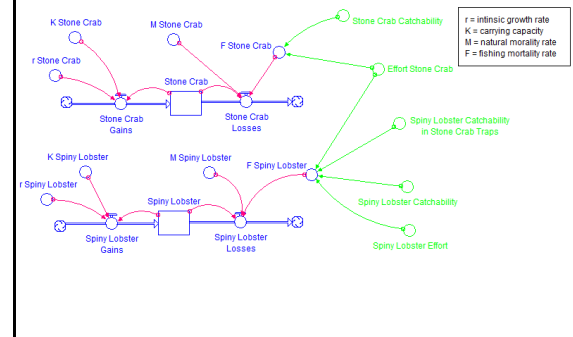 K Stone Crab
M Stone Crab
Stone Crab Catchability
r = intinsic growth rate
K = carrying capacity
M = natural morality rate
F = fishing mortality rate
F Stone Crab
r Stone Crab
Effort Stone Crab
Stone Crab
Stone Crab
Gains
Stone Crab
Losses
Spiny Lobster Catchability
in Stone Crab Traps
K Spiny Lobster
M Spiny Lobster
F Spiny Lobster
r Spiny Lobster
Spiny Lobster
Spiny Lobster Catchability
Spiny Lobster
Gains
Spiny Lobster
Losses
Spiny Lobster Effort